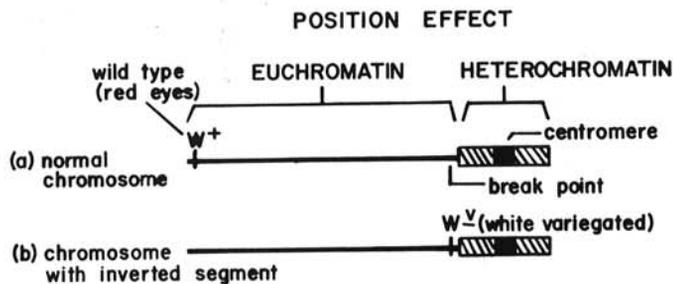 POSITION EFFECT
wild type
(red eyes)
EUCHROMATIN
HETEROCHROMATIN
W+
centromere
(a) normal
chromosome
break point
W v (white variegated)
(b) chromosome
with inverted segment